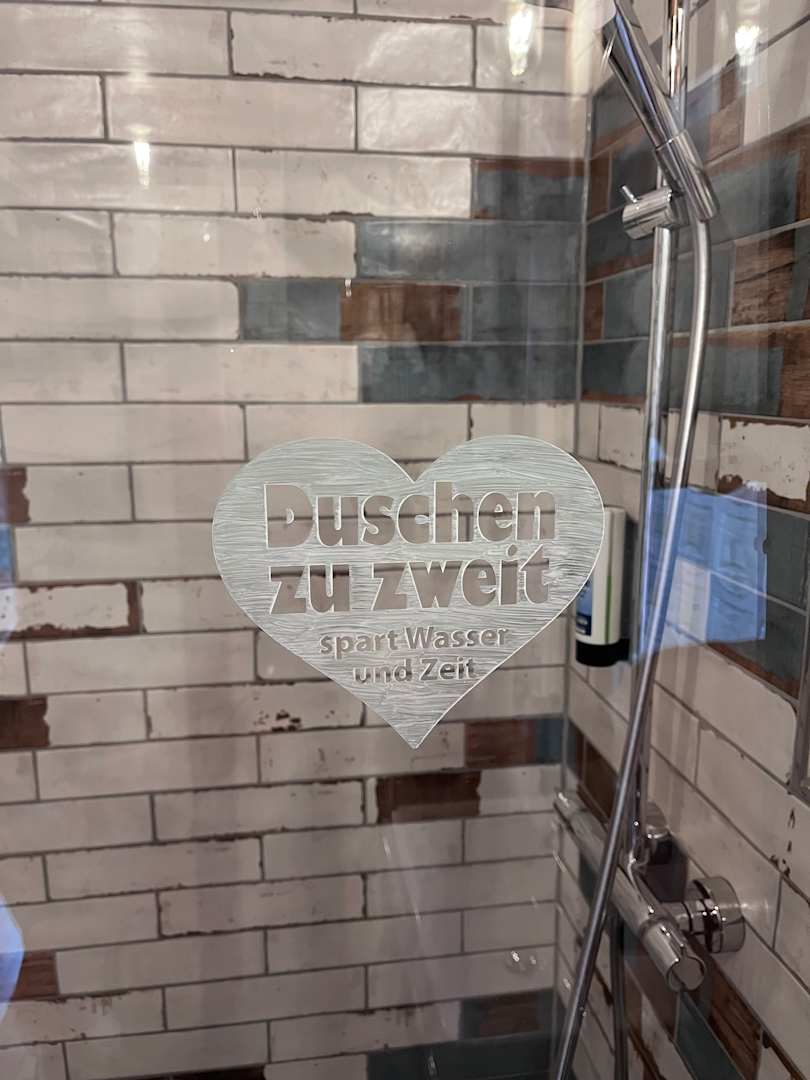 Duschen
zu zweit
spart Wasser
und Zeit